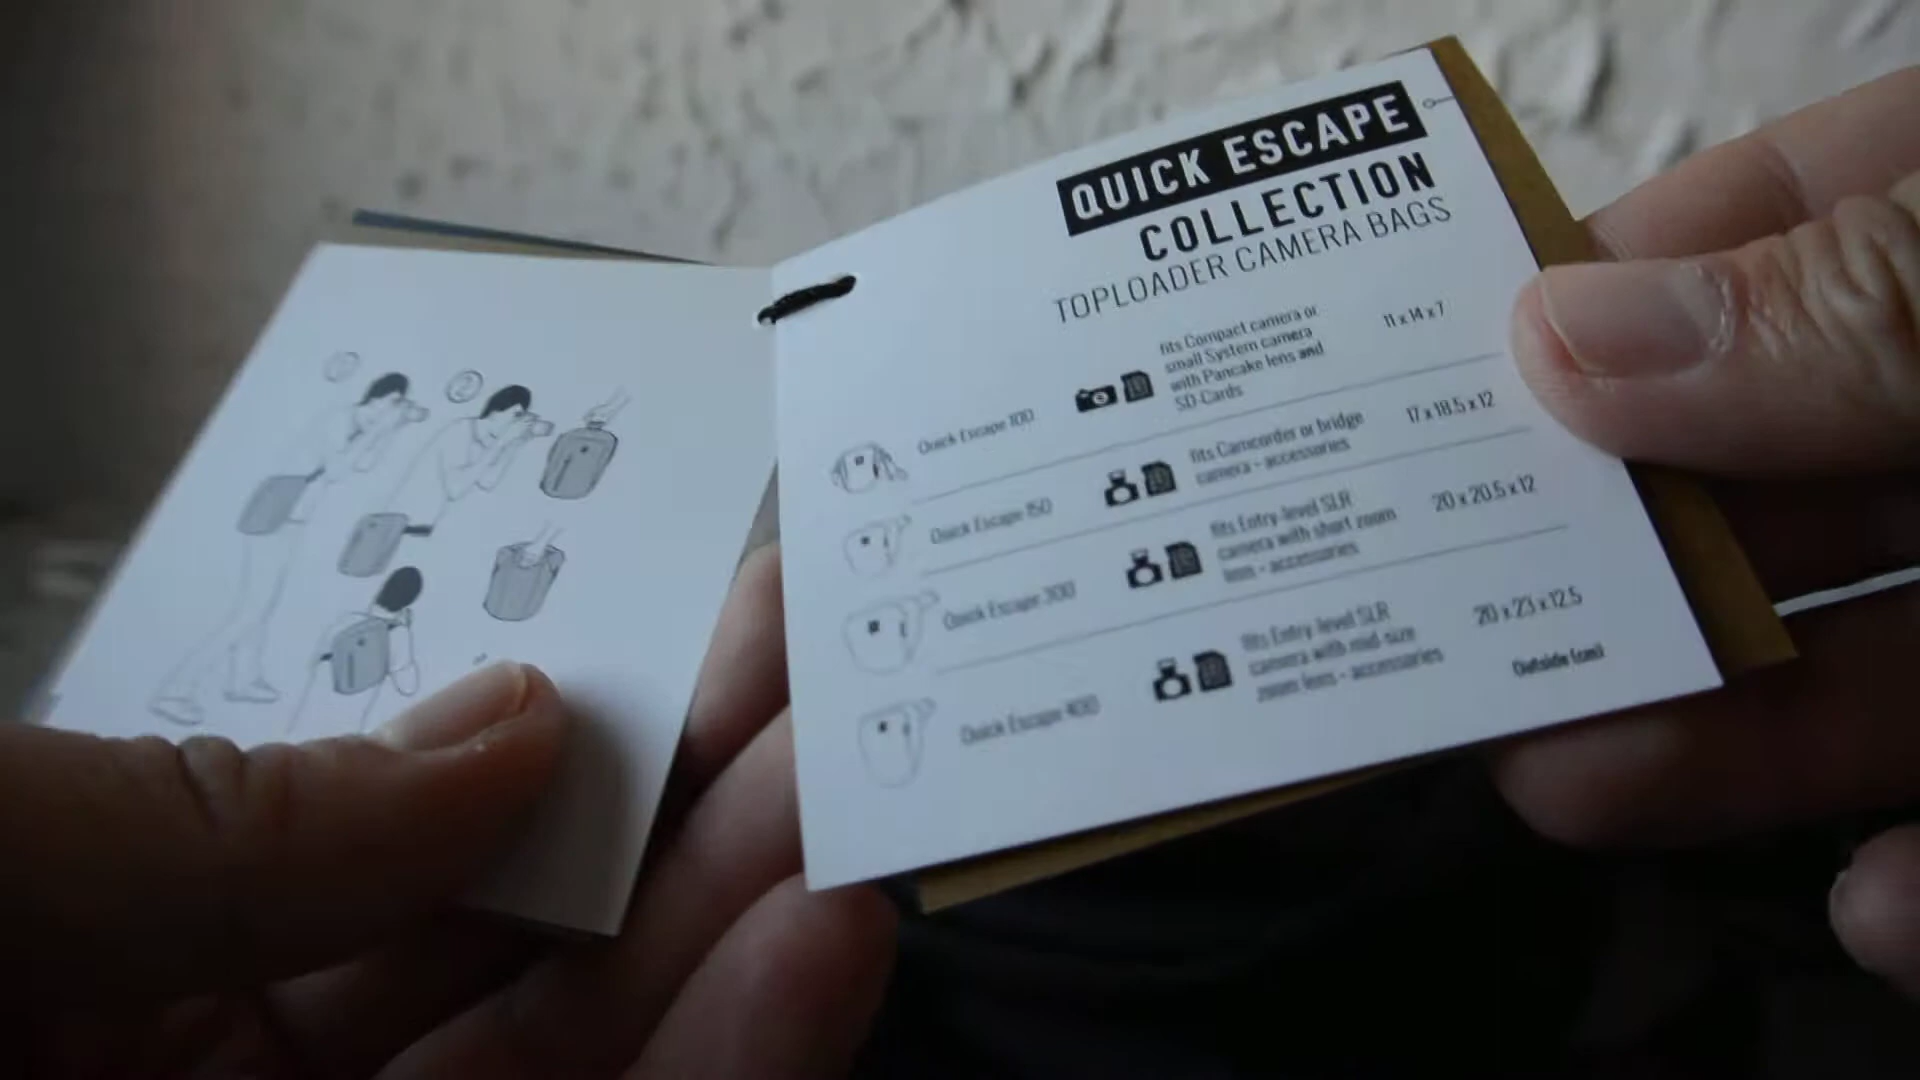 ①
②
QUICK ESCAPE
COLLECTION
TOPLOADER CAMERA BAGS
Quick Escape 100
fits Compact camera or
small System camera
with Pancake lens and
SD-Cards
11 x 14 x 7
Quick Escape 150
fits Camcorder or bridge
camera + accessories
17 x 18.5 x 12
Quick Escape 300
fits Entry-level SLR
camera with short zoom
lens + accessories
20 x 20.5 x 12
Quick Escape 400
fits Entry-level SLR
camera with mid-size
zoom lens + accessories
20 x 23 x 12.5
Outside (cm)